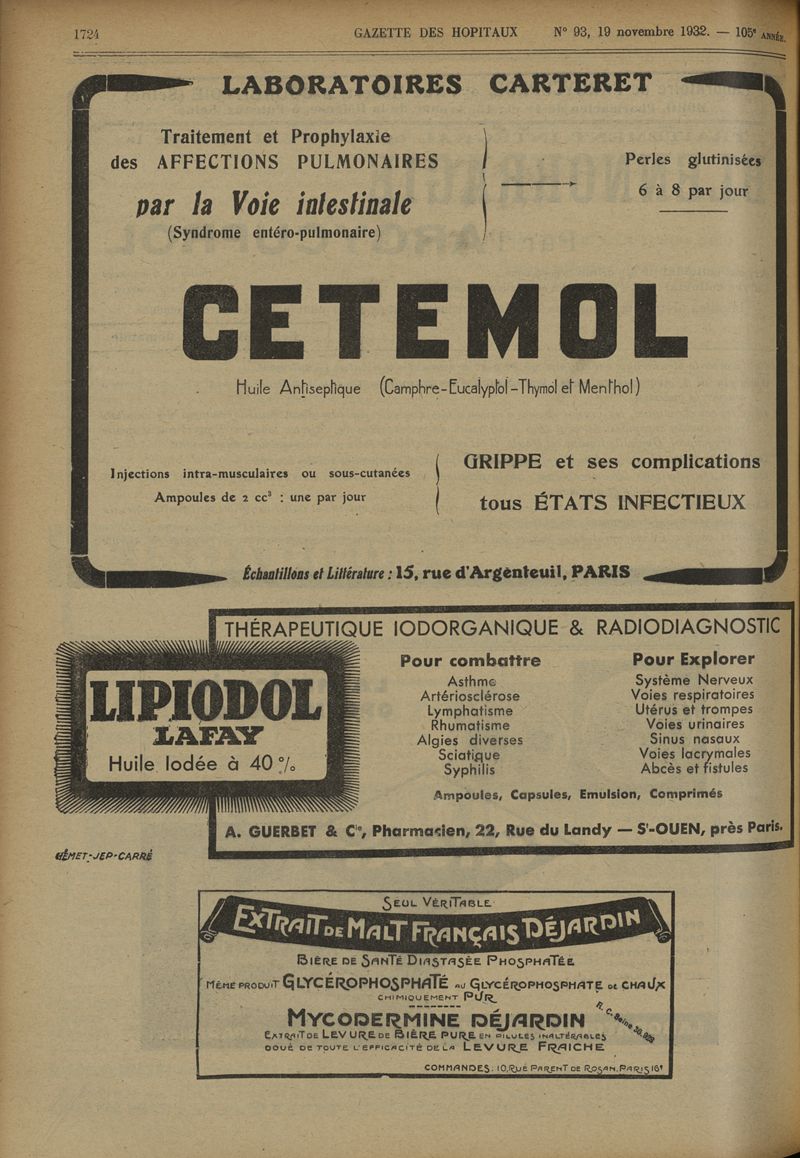 1724 GAZETTE DES HOPITAUX N° 93, 19 novembre 1932. — 105e ANNÉE.
LABORATOIRES CARTERET
Traitement et Prophylaxie
des AFFECTIONS PULMONAIRES
par la Voie intestinale
(Syndrome entéro-pulmonaire)
Perles glutinisées
6 à 8 par jour
CETEMOL
Huile Antiseptique (Camphre-Eucalyptol-Thymol et Menthol)
Injections intra-musculaires ou sous-cutanées
Ampoules de 2 cc³ : une par jour
GRIPPE et ses complications
tous ÉTATS INFECTIEUX
Échantillons et Littérature : 15, rue d'Argenteuil, PARIS
THÉRAPEUTIQUE IODORGANIQUE & RADIODIAGNOSTIC
LIPIODOL
LAFAY
Huile Iodée à 40 %
Pour combattre
Asthme
Artériosclérose
Lymphatisme
Rhumatisme
Algies diverses
Sciatique
Syphilis
Pour Explorer
Système Nerveux
Voies respiratoires
Utérus et trompes
Voies urinaires
Sinus nasaux
Voies lacrymales
Abcès et fistules
Ampoules, Capsules, Emulsion, Comprimés
A. GUERBET & Cie, Pharmacien, 22, Rue du Landy — St-OUEN, près Paris.
HÉMET-JEP-CARRÉ
SEUL VÉRITABLE
EXTRAIT DE MALT FRANÇAIS DÉJARDIN
BIÈRE DE SANTÉ DIASTASÉE PHOSPHATÉE
MÊME PRODUIT GLYCÉROPHOSPHATÉ AU GLYCÉROPHOSPHATE DE CHAUX
CHIMIQUEMENT PUR
MYCODERMINE DÉJARDIN
R. C. Seine
EXTRAIT DE LEVURE DE BIÈRE PURE EN PILULES INALTÉRABLES
DOUÉ DE TOUTE L'EFFICACITÉ DE LA LEVURE FRAICHE
COMMANDES : 10, RUE PARENT DE ROSAN. PARIS 16e